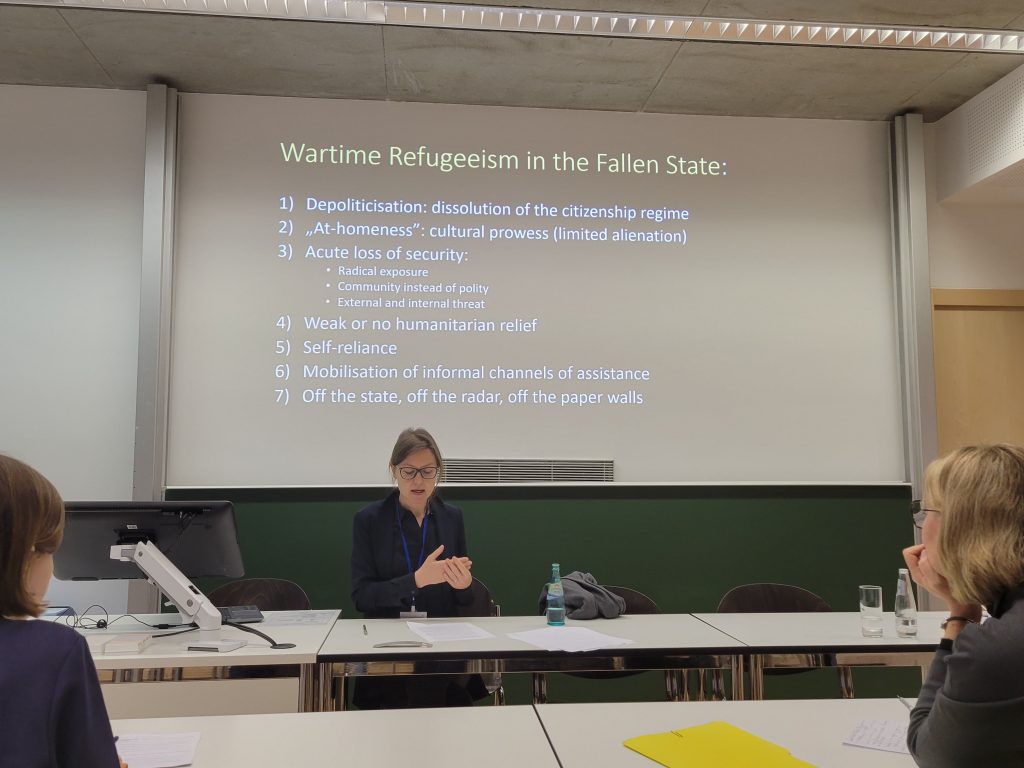 Wartime Refugeeism in the Fallen State:
1) Depoliticisation: dissolution of the citizenship regime
2) „At-homeness”: cultural prowess (limited alienation)
3) Acute loss of security:
• Radical exposure
• Community instead of polity
• External and internal threat
4) Weak or no humanitarian relief
5) Self-reliance
6) Mobilisation of informal channels of assistance
7) Off the state, off the radar, off the paper walls